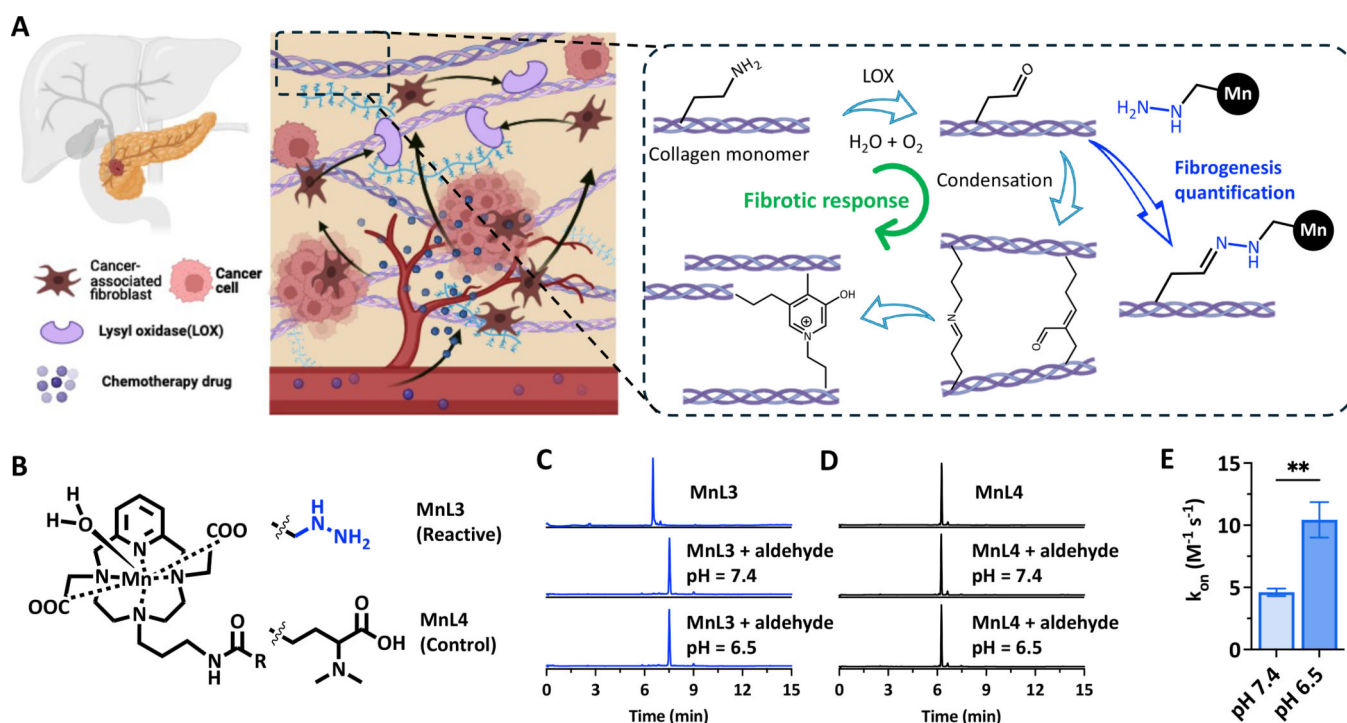 A
Cancer-
associated
fibroblast
Cancer
cell
Lysyl oxidase(LOX)
Chemotherapy drug
NH2
Collagen monomer
LOX
H2O + O2
O
H2N
N
H
Mn
Condensation
Fibrotic response
Fibrogenesis
quantification
N
N
H
Mn
OH
N
+
N
O
B
H
H
O
N
COO
N
Mn
N
OOC
N
N
H
O
R
H
N
NH2
MnL3
(Reactive)
O
OH
N
MnL4
(Control)
C
MnL3
MnL3 + aldehyde
pH = 7.4
MnL3 + aldehyde
pH = 6.5
0
3
6
9
12
15
Time (min)
D
MnL4
MnL4 + aldehyde
pH = 7.4
MnL4 + aldehyde
pH = 6.5
0
3
6
9
12
15
Time (min)
E
**
kon (M-1 s-1)
15
10
5
0
pH 7.4
pH 6.5